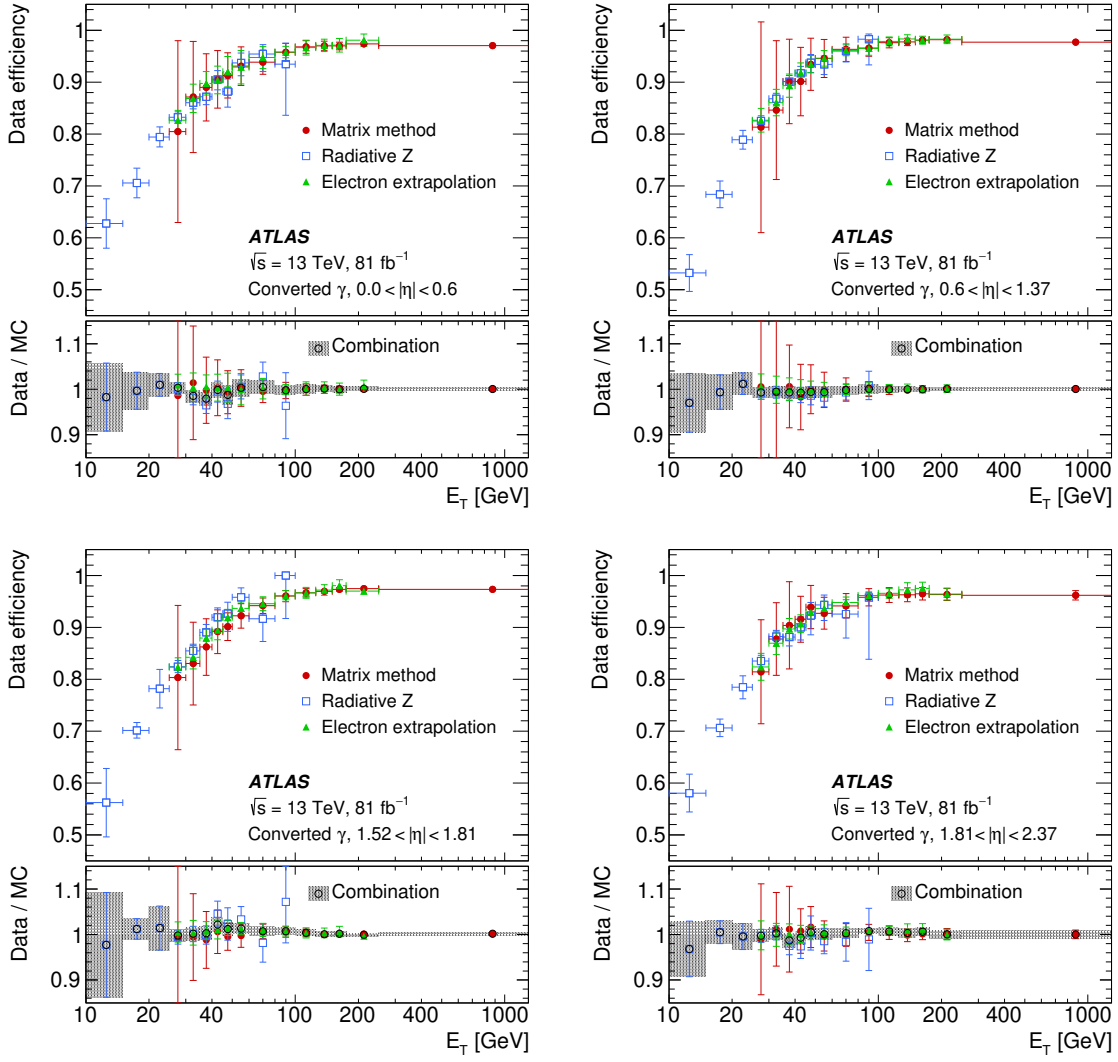 Data efficiency
1
0.9
0.8
0.7
0.6
0.5
Matrix method
Radiative Z
Electron extrapolation
ATLAS
√s = 13 TeV, 81 fb⁻¹
Converted γ, 0.0 < |η| < 0.6
Data / MC
1.1
1
0.9
Combination
10 20 40 100 200 400 1000
E_T [GeV]
Data efficiency
1
0.9
0.8
0.7
0.6
0.5
Matrix method
Radiative Z
Electron extrapolation
ATLAS
√s = 13 TeV, 81 fb⁻¹
Converted γ, 0.6 < |η| < 1.37
Data / MC
1.1
1
0.9
Combination
10 20 40 100 200 400 1000
E_T [GeV]
Data efficiency
1
0.9
0.8
0.7
0.6
0.5
Matrix method
Radiative Z
Electron extrapolation
ATLAS
√s = 13 TeV, 81 fb⁻¹
Converted γ, 1.52 < |η| < 1.81
Data / MC
1.1
1
0.9
Combination
10 20 40 100 200 400 1000
E_T [GeV]
Data efficiency
1
0.9
0.8
0.7
0.6
0.5
Matrix method
Radiative Z
Electron extrapolation
ATLAS
√s = 13 TeV, 81 fb⁻¹
Converted γ, 1.81 < |η| < 2.37
Data / MC
1.1
1
0.9
Combination
10 20 40 100 200 400 1000
E_T [GeV]